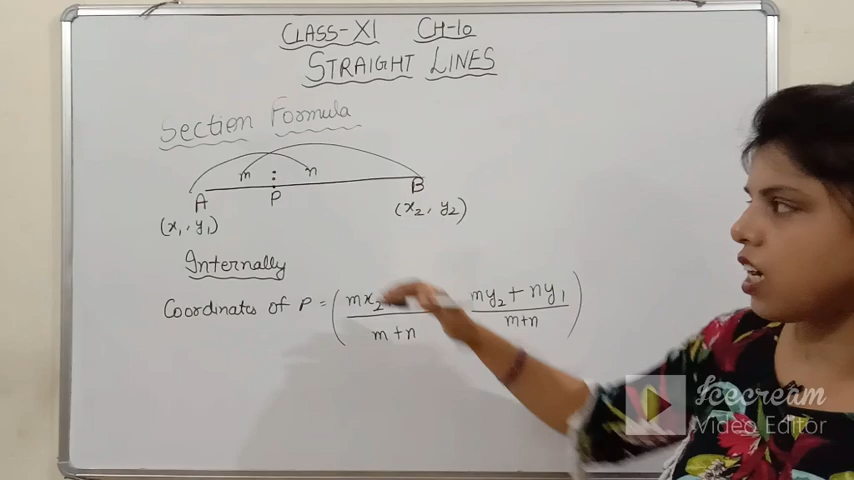 CLASS-XI CH-10
STRAIGHT LINES
Section Formula
m : n
A P B
(x₁, y₁) (x₂, y₂)
Internally
Coordinates of P = ( mx₂ / m+n my₂ + ny₁ / m+n )
Icecream
Video Editor